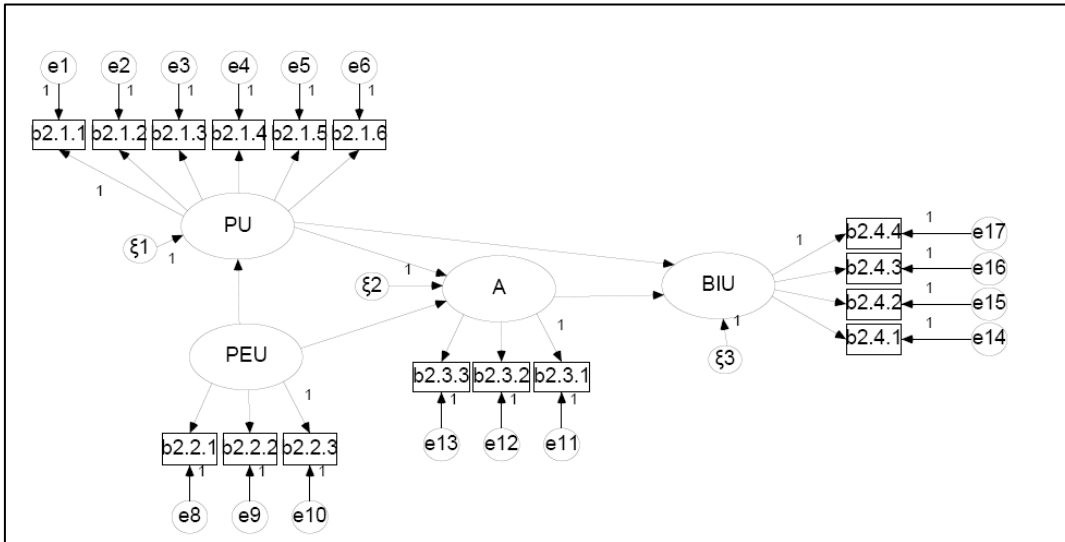 e1 e2 e3 e4 e5 e6
1 1 1 1 1 1
b2.1.1 b2.1.2 b2.1.3 b2.1.4 b2.1.5 b2.1.6
1
PU
ξ1
1
b2.4.4 1 e17
1
b2.4.3 1 e16
b2.4.2 1 e15
b2.4.1 1 e14
ξ2 1
A
BIU
1
ξ3
PEU
1
1
b2.3.3 b2.3.2 b2.3.1
1 1 1
e13 e12 e11
b2.2.1 b2.2.2 b2.2.3
1 1 1
e8 e9 e10